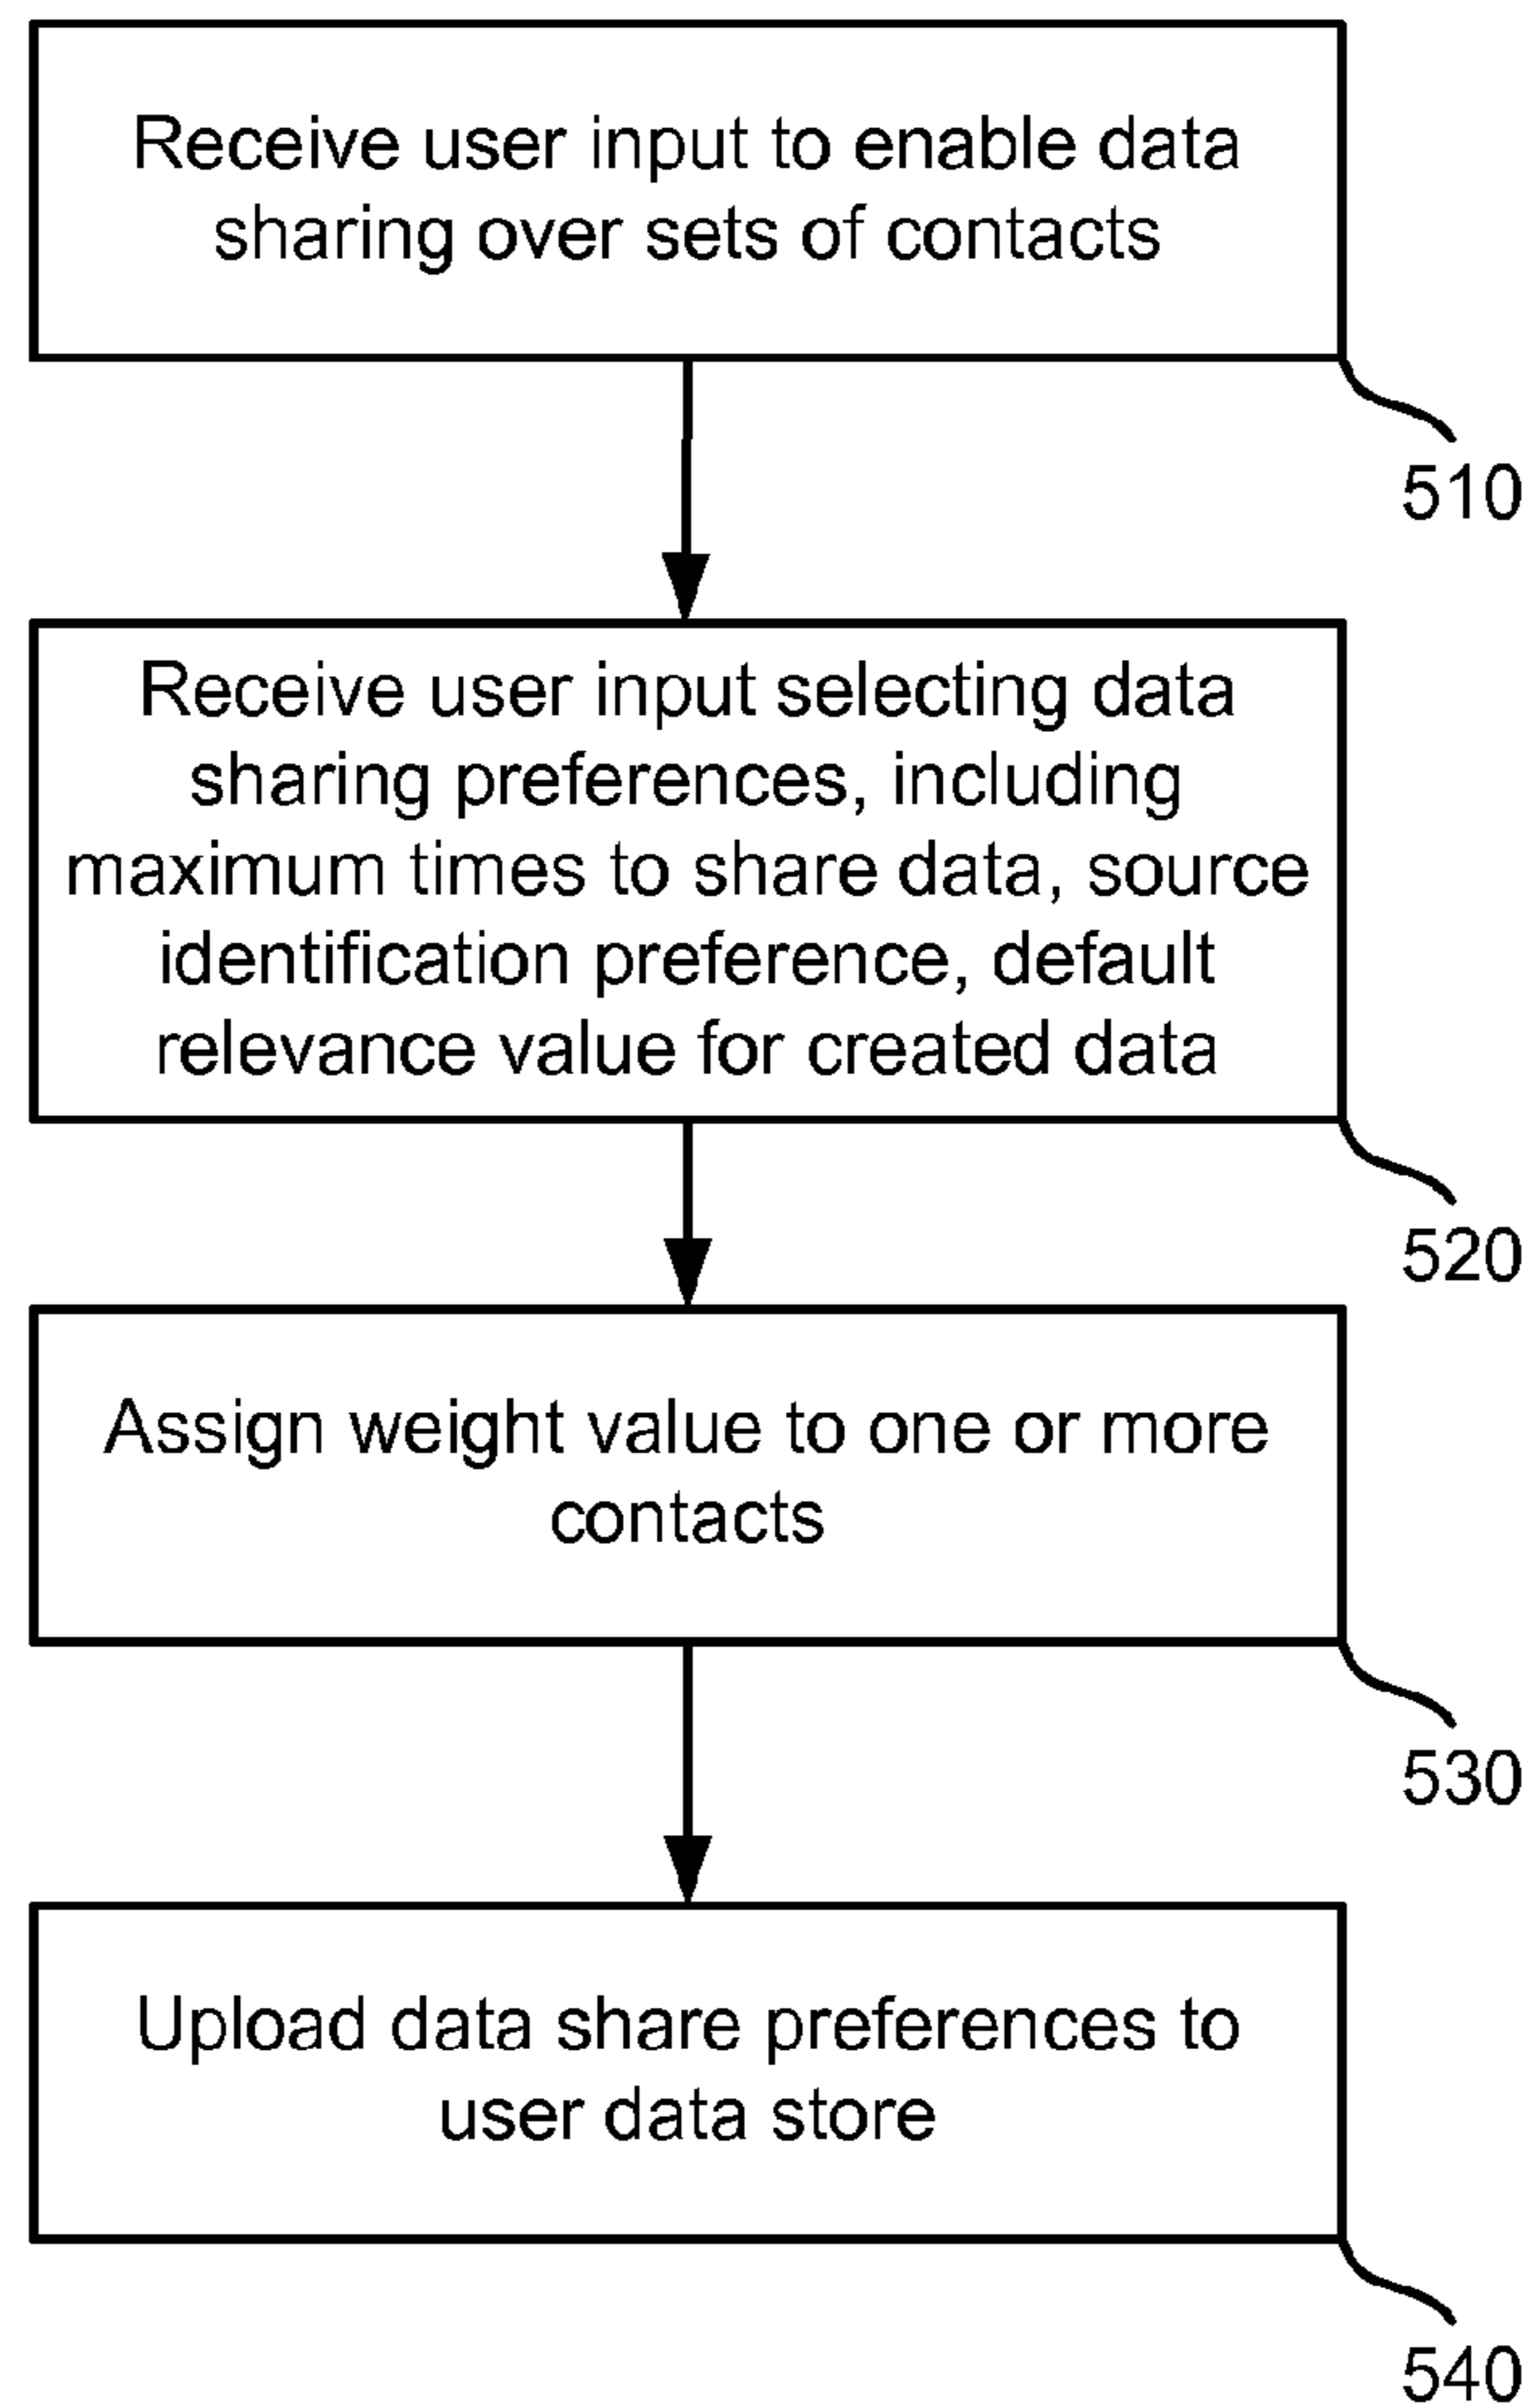 Receive user input to enable data
sharing over sets of contacts
510
Receive user input selecting data
sharing preferences, including
maximum times to share data, source
identification preference, default
relevance value for created data
520
Assign weight value to one or more
contacts
530
Upload data share preferences to
user data store
540